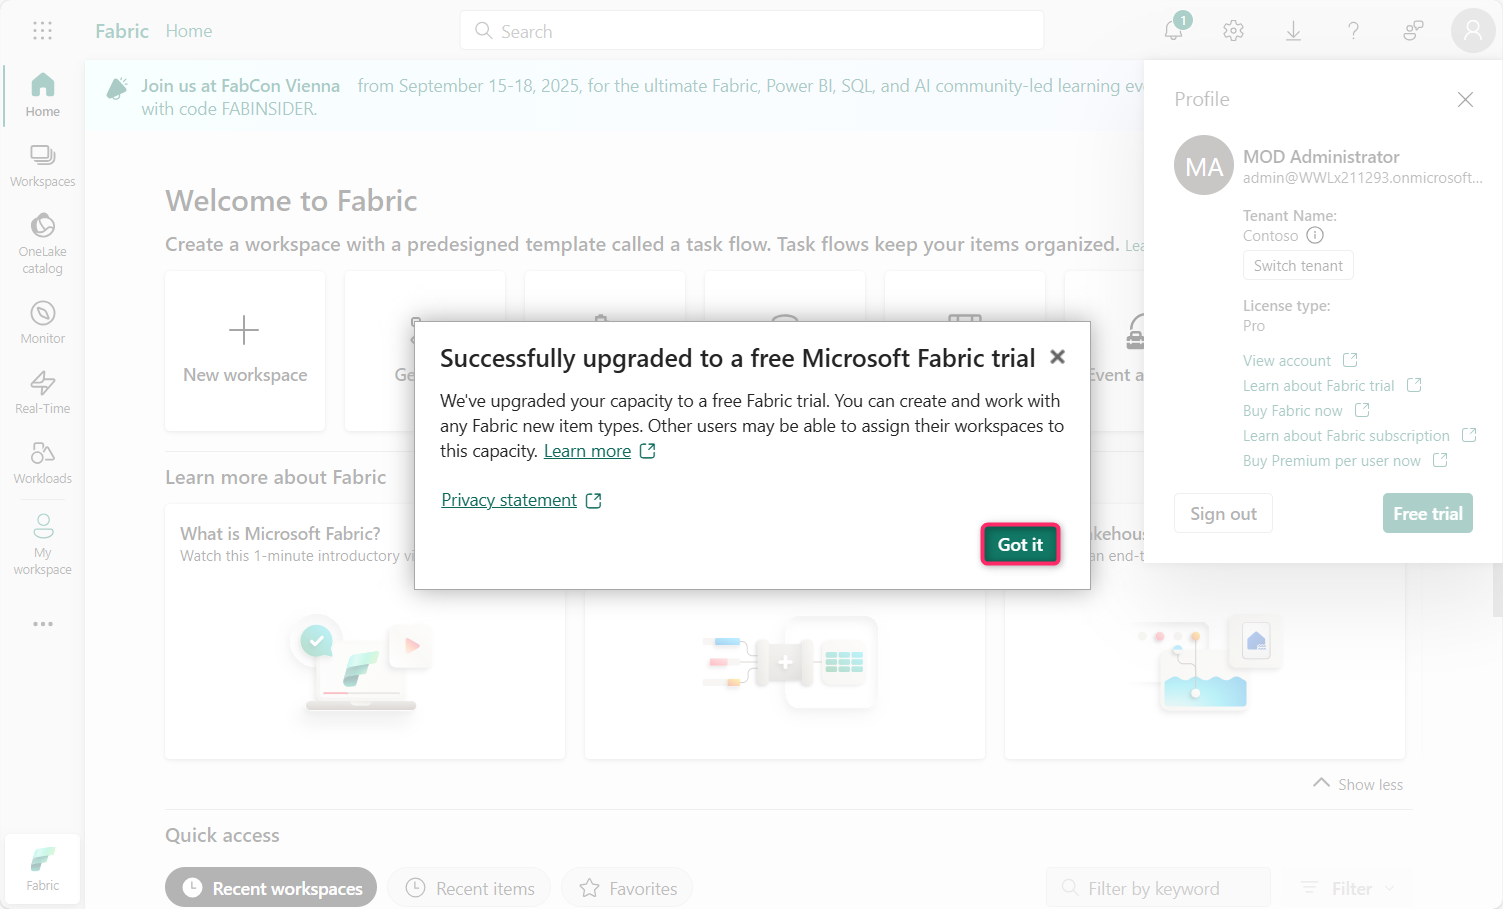 Fabric Home
Search
1
Home
Workspaces
OneLake
catalog
Monitor
Real-Time
Workloads
My
workspace
Fabric
Join us at FabCon Vienna from September 15-18, 2025, for the ultimate Fabric, Power BI, SQL, and AI community-led learning
with code FABINSIDER.
Welcome to Fabric
Create a workspace with a predesigned template called a task flow. Task flows keep your items organized.
New workspace
Event
Learn more about Fabric
What is Microsoft Fabric?
Watch this 1-minute introductory
an end-t
Show less
Quick access
Recent workspaces
Recent items
Favorites
Filter by keyword
Filter
Successfully upgraded to a free Microsoft Fabric trial
We've upgraded your capacity to a free Fabric trial. You can create and work with
any Fabric new item types. Other users may be able to assign their workspaces to
this capacity. Learn more
Privacy statement
Got it
Profile
MA
MOD Administrator
admin@WWLx211293.onmicrosoft...
Tenant Name:
Contoso
Switch tenant
License type:
Pro
View account
Learn about Fabric trial
Buy Fabric now
Learn about Fabric subscription
Buy Premium per user now
Sign out
Free trial